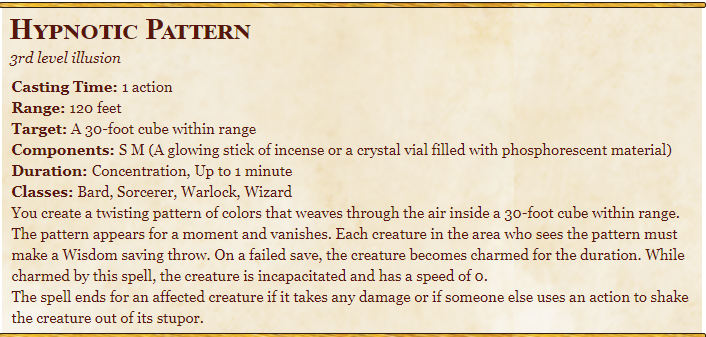 Hypnotic Pattern
3rd level illusion
Casting Time: 1 action
Range: 120 feet
Target: A 30-foot cube within range
Components: S M (A glowing stick of incense or a crystal vial filled with phosphorescent material)
Duration: Concentration, Up to 1 minute
Classes: Bard, Sorcerer, Warlock, Wizard
You create a twisting pattern of colors that weaves through the air inside a 30-foot cube within range.
The pattern appears for a moment and vanishes. Each creature in the area who sees the pattern must
make a Wisdom saving throw. On a failed save, the creature becomes charmed for the duration. While
charmed by this spell, the creature is incapacitated and has a speed of 0.
The spell ends for an affected creature if it takes any damage or if someone else uses an action to shake
the creature out of its stupor.